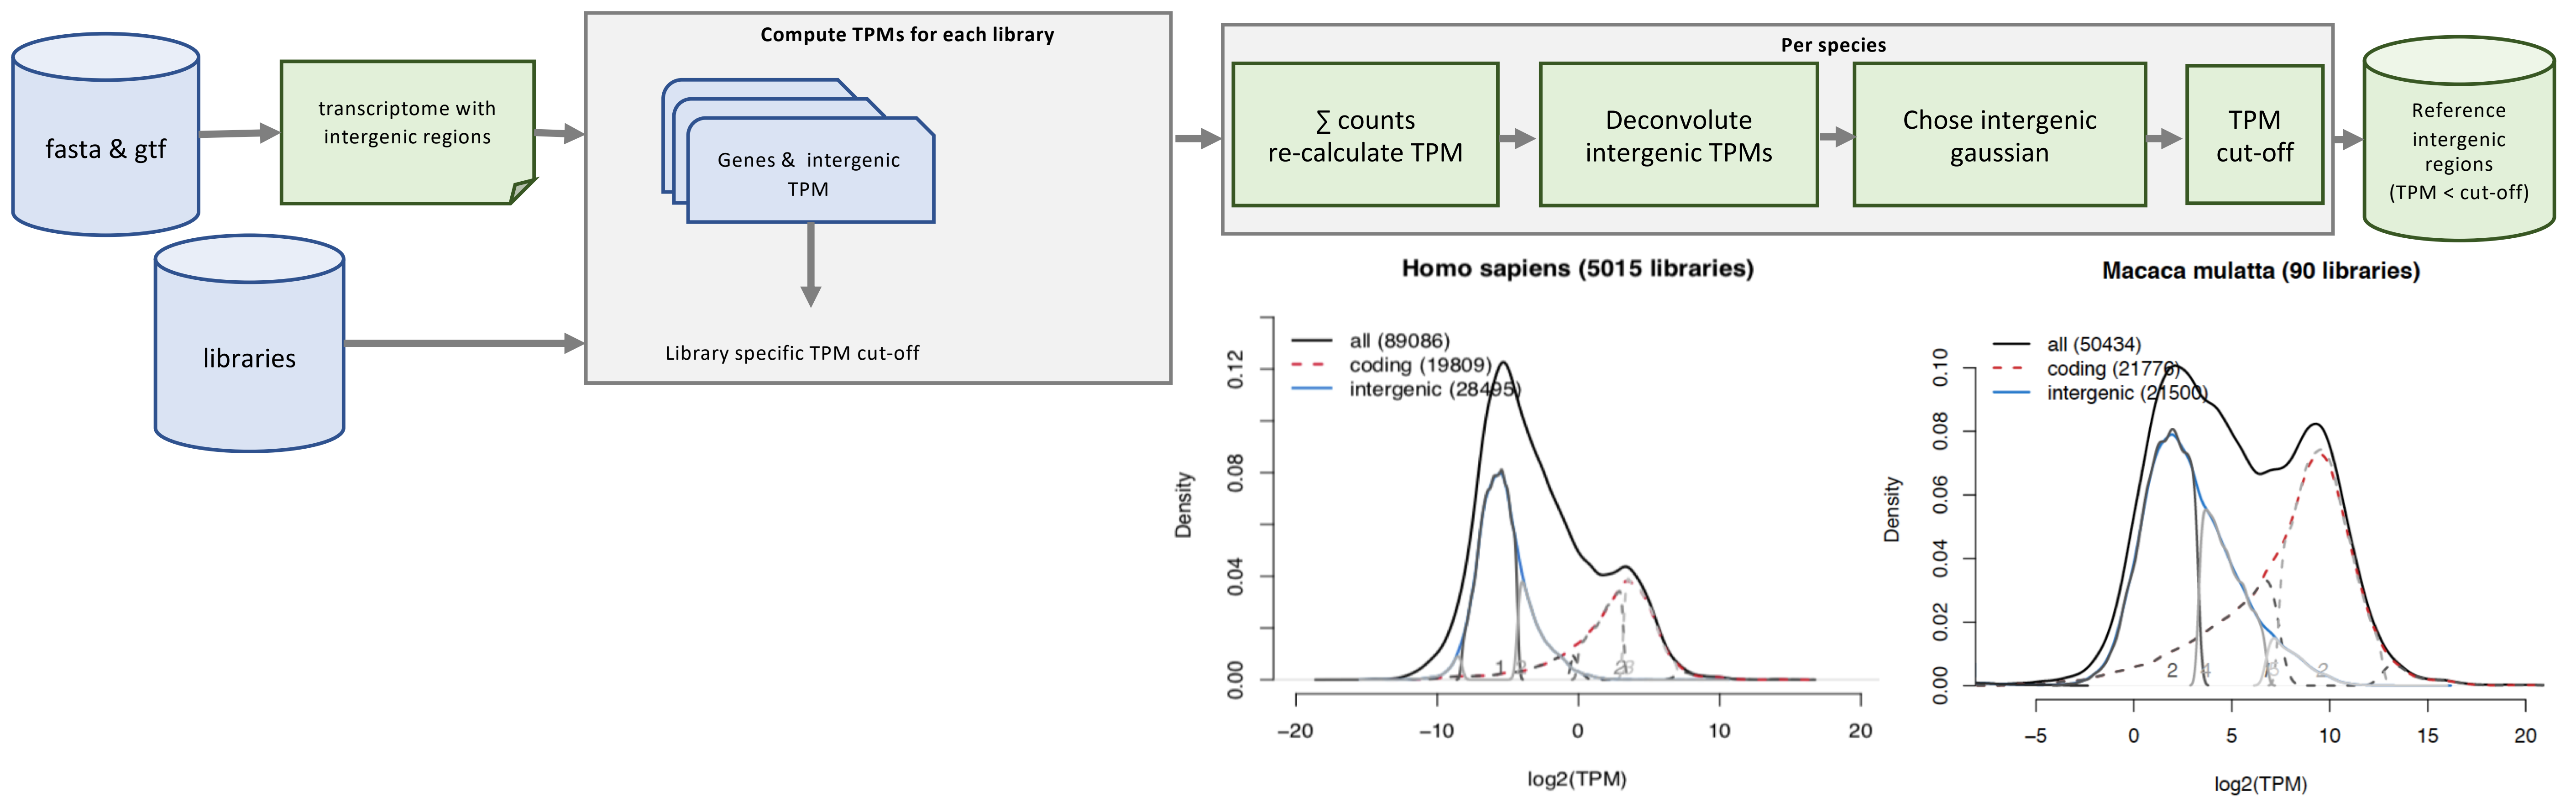 fasta & gtf
transcriptome with
intergenic regions
libraries
Compute TPMs for each library
Genes & intergenic
TPM
Library specific TPM cut-off
Per species
∑ counts
re-calculate TPM
Deconvolute
intergenic TPMs
Chose intergenic
gaussian
TPM
cut-off
Reference
intergenic
regions
(TPM < cut-off)
Homo sapiens (5015 libraries)
all (89086)
coding (19809)
intergenic (28495)
Density
0.12
0.08
0.04
0.00
1
−20
−10
0
10
20
log2(TPM)
Macaca mulatta (90 libraries)
all (50434)
coding (21776)
intergenic (21500)
Density
0.10
0.08
0.06
0.04
0.02
0.00
2
4
2
−5
0
5
10
15
20
log2(TPM)